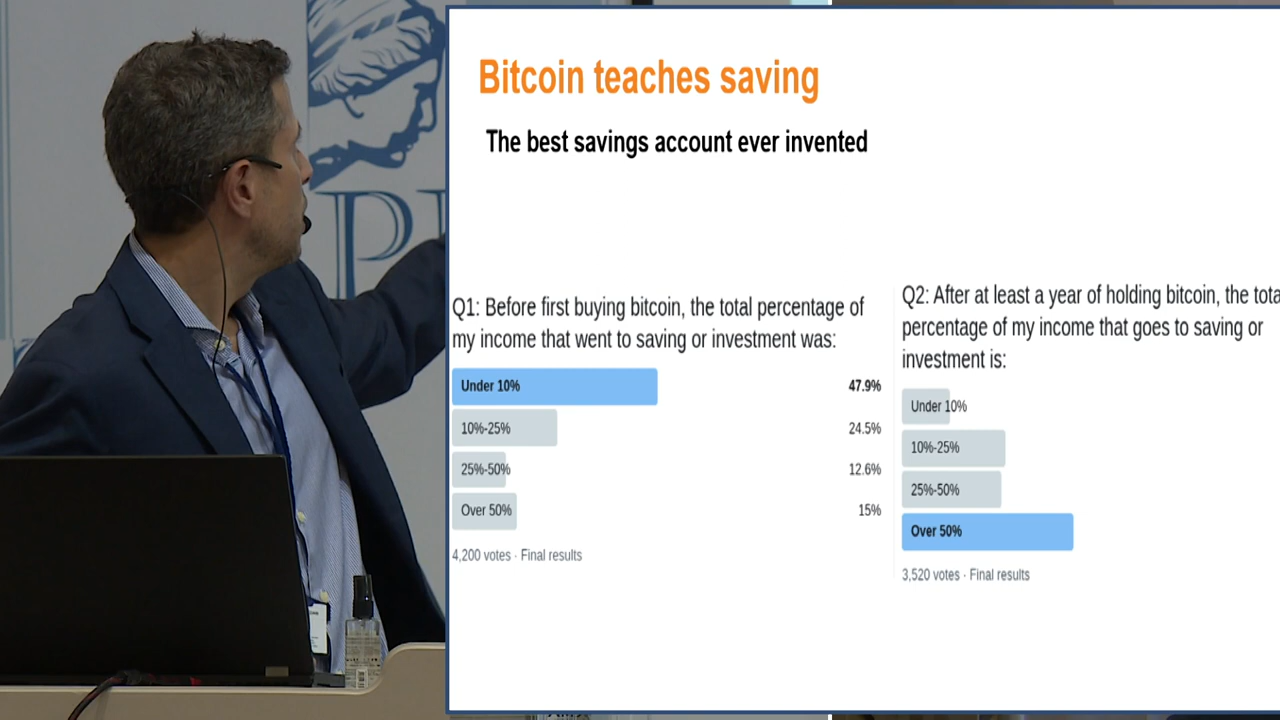 Bitcoin teaches saving
The best savings account ever invented
Q1: Before first buying bitcoin, the total percentage of
my income that went to saving or investment was:
Under 10% 47.9%
10%-25% 24.5%
25%-50% 12.6%
Over 50% 15%
4,200 votes · Final results
Q2: After at least a year of holding bitcoin, the tota
percentage of my income that goes to saving or
investment is:
Under 10%
10%-25%
25%-50%
Over 50%
3,520 votes · Final results